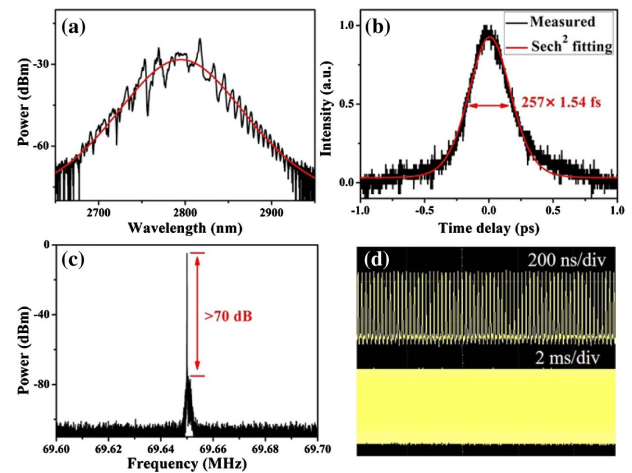 (a)
Power (dBm)
-30
-60
2700
2800
2900
Wavelength (nm)
(b)
Measured
Sech² fitting
257× 1.54 fs
Intensity (a.u.)
1.0
0.5
0.0
-1.0
-0.5
0.0
0.5
1.0
Time delay (ps)
(c)
>70 dB
Power (dBm)
0
-40
-80
69.60
69.62
69.64
69.66
69.68
69.70
Frequency (MHz)
(d)
200 ns/div
2 ms/div